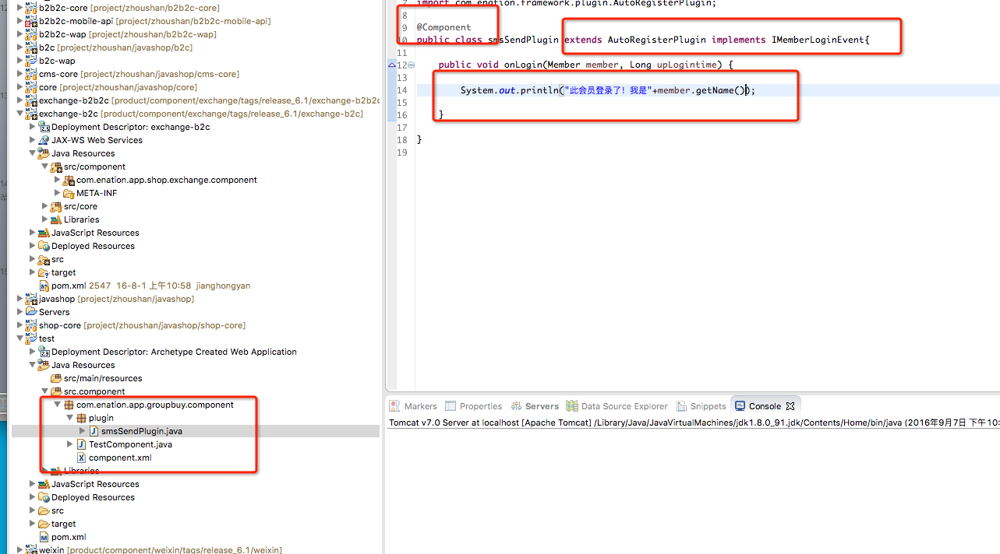 b2b2c-core [project/zhoushan/b2b2c-core]
b2b2c-mobile-api [project/zhoushan/b2b2c-mobile-api]
b2b2c-wap [project/zhoushan/b2b2c-wap]
b2c [project/zhoushan/javashop/b2c]
b2c-wap
cms-core [project/zhoushan/javashop/cms-core]
core [project/zhoushan/javashop/core]
exchange-b2b2c [product/component/exchange/tags/release_6.1/exchange-b2b2c
exchange-b2c [product/component/exchange/tags/release_6.1/exchange-b2c]
Deployment Descriptor: exchange-b2c
JAX-WS Web Services
Java Resources
src/component
com.enation.app.shop.exchange.component
META-INF
src/core
Libraries
JavaScript Resources
Deployed Resources
src
target
pom.xml 2547 16-8-1 上午10:58 jianghongyan
javashop [project/zhoushan/javashop]
Servers
shop-core [project/zhoushan/javashop/shop-core]
test
Deployment Descriptor: Archetype Created Web Application
Java Resources
src/main/resources
src.component
com.enation.app.groupbuy.component
plugin
smsSendPlugin.java
TestComponent.java
component.xml
Libraries
JavaScript Resources
Deployed Resources
src
target
pom.xml
weixin [product/component/weixin/tags/release_6.1/weixin]
7 import com.enation.framework.plugin.AutoRegisterPlugin;
8
9 @Component
10 public class smsSendPlugin extends AutoRegisterPlugin implements IMemberLoginEvent{
11
12 public void onLogin(Member member, Long upLogintime) {
13
14 System.out.println("此会员登录了！我是"+member.getName());
15
16 }
17
18 }
19
Markers Properties Servers Data Source Explorer Snippets Console
Tomcat v7.0 Server at localhost [Apache Tomcat] /Library/Java/JavaVirtualMachines/jdk1.8.0_91.jdk/Contents/Home/bin/java (2016年9月7日 下午10: